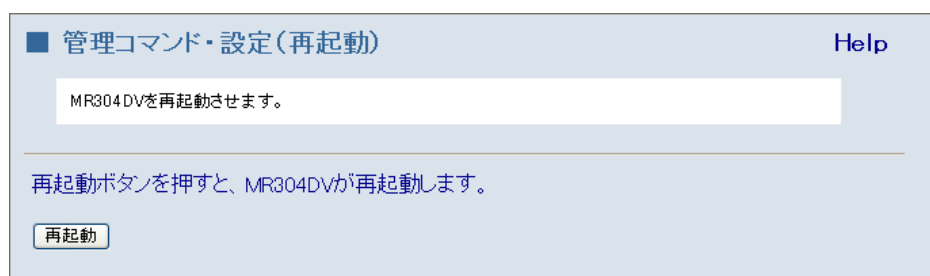 ■ 管理コマンド・設定(再起動)
Help
MR304DVを再起動させます。
再起動ボタンを押すと、MR304DVが再起動します。
再起動